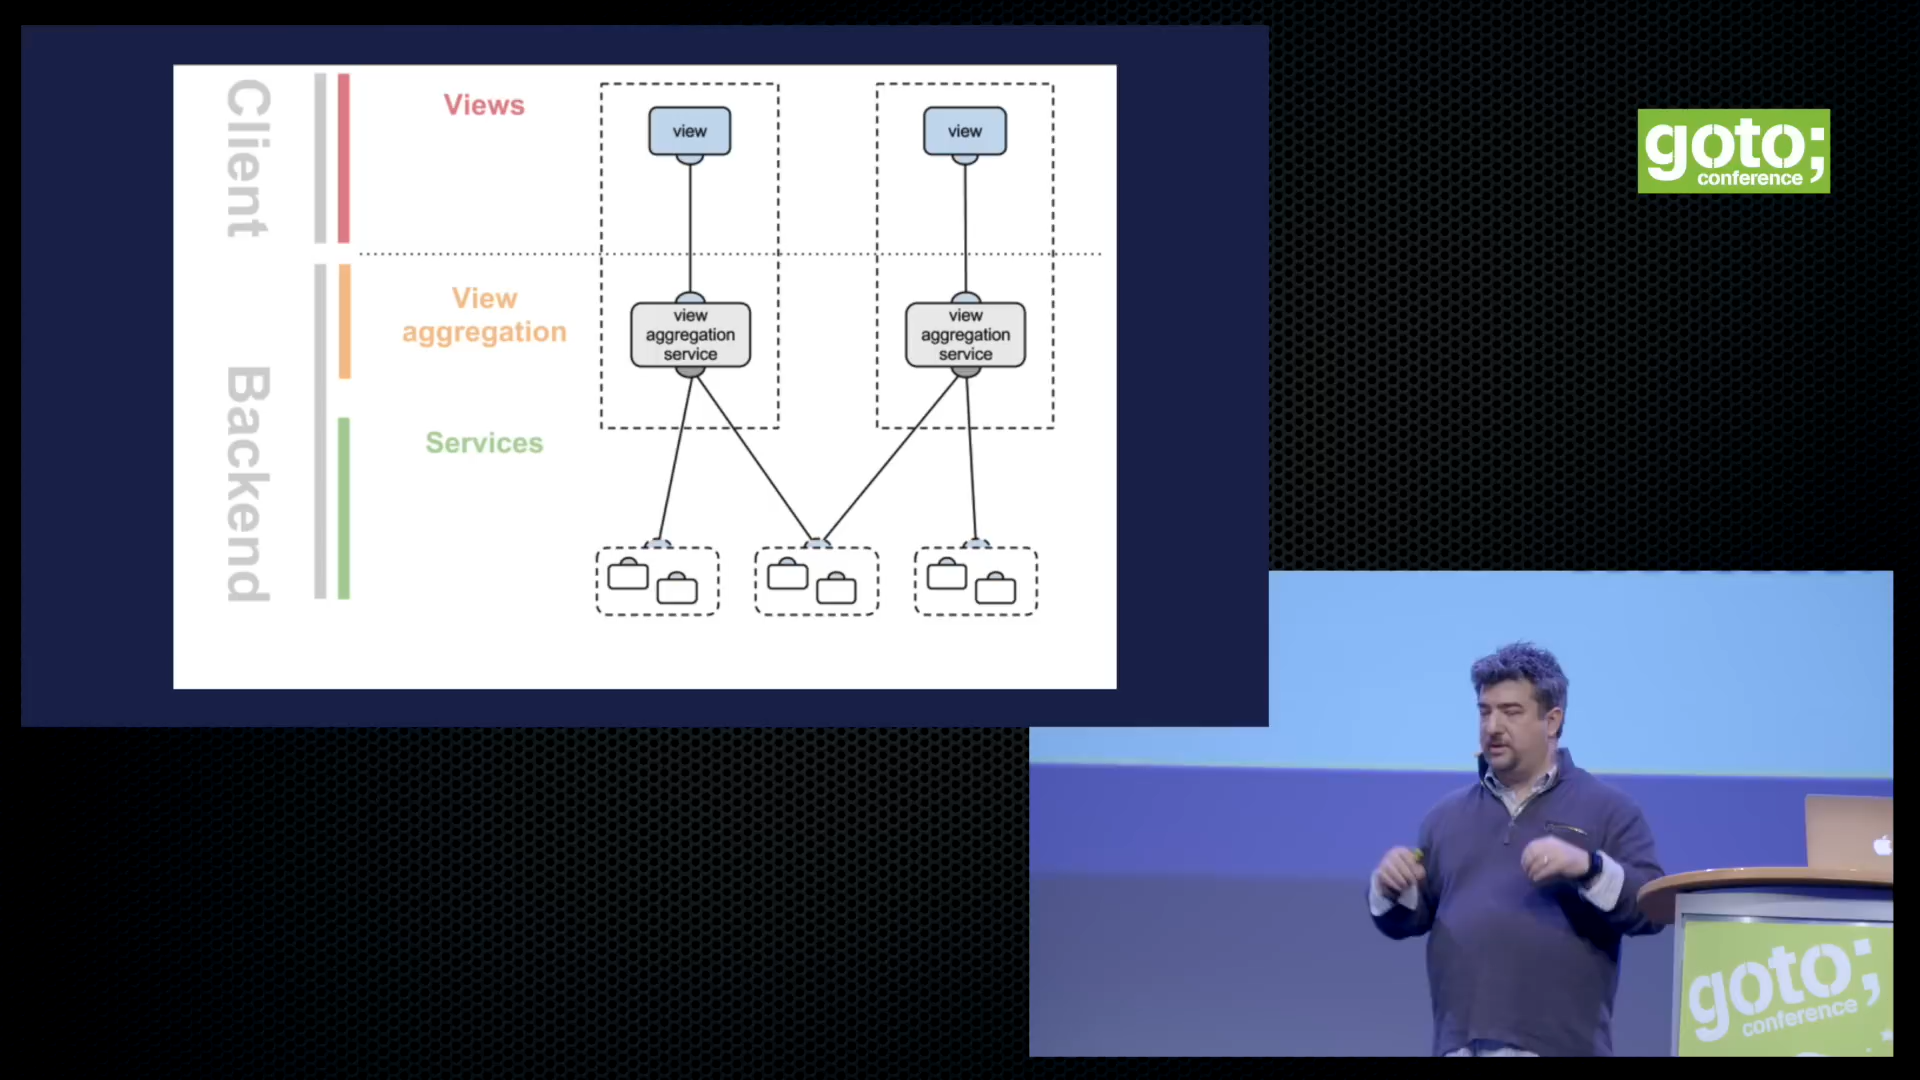 Client
Backend
Views
View
aggregation
Services
view
view
view
aggregation
service
view
aggregation
service
goto;
conference
goto;
conference